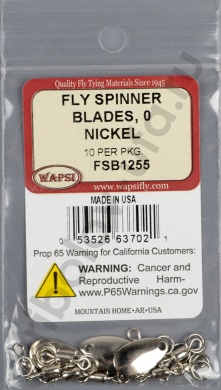 Quality Fly Tying Materials Since 1945
FLY SPINNER
BLADES, 0
NICKEL
10 PER PKG.
FSB1255
WAPSI
www.wapsifly.com
MADE IN USA
0 53526 63702 1
Prop 65 Warning for California Customers:
WARNING: Cancer and
Reproductive Harm-
www.P65Warnings.ca.gov
MOUNTAIN HOME•AR•USA